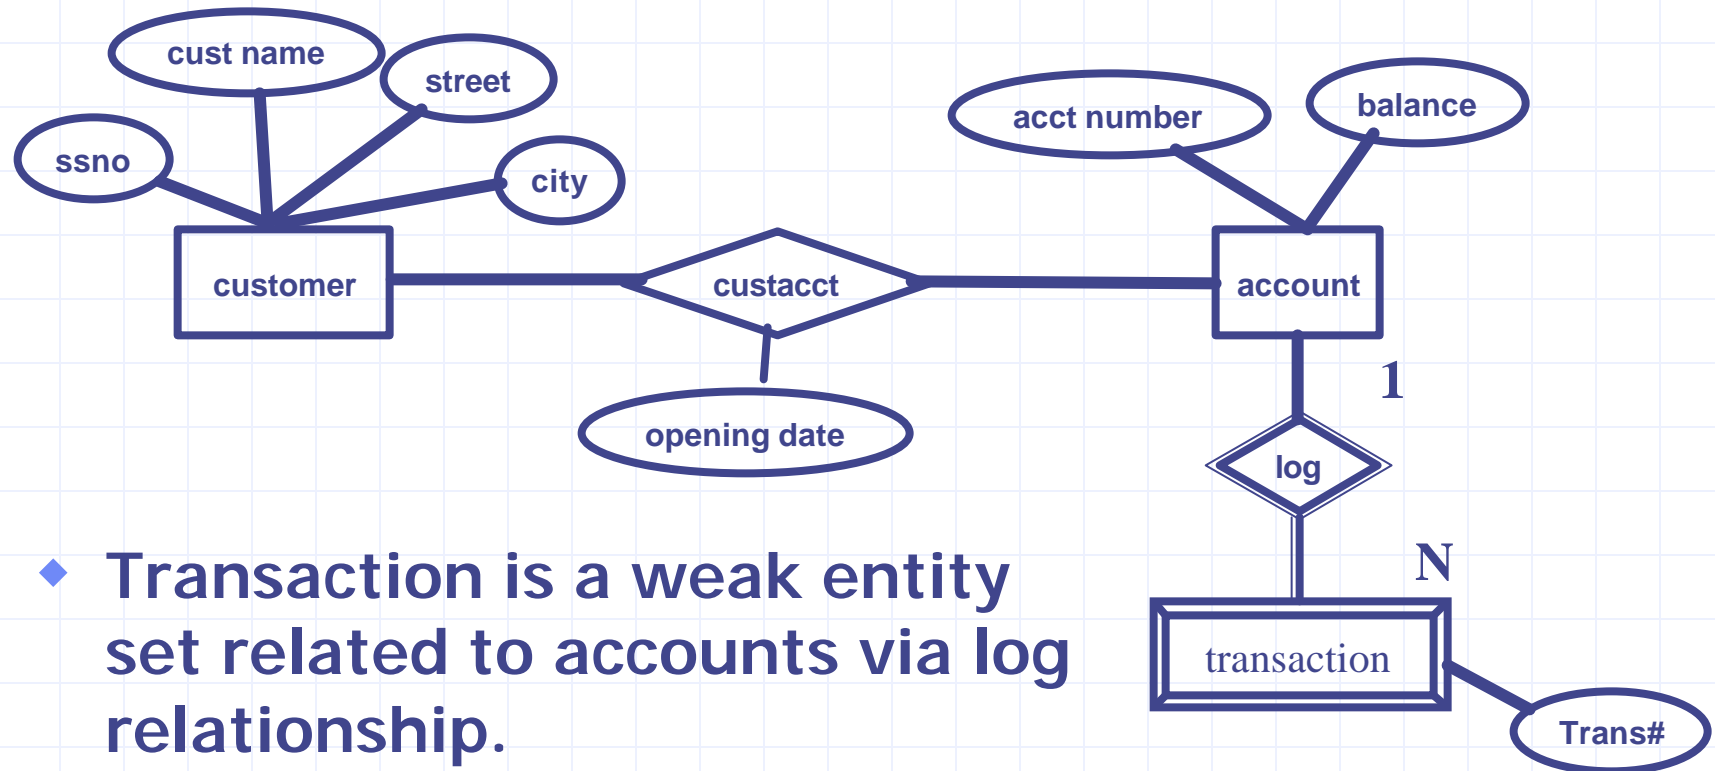 cust name
street
acct number
balance
ssno
city
customer
custacct
account
1
opening date
log
N
Transaction is a weak entity
set related to accounts via log
relationship.
transaction
Trans#